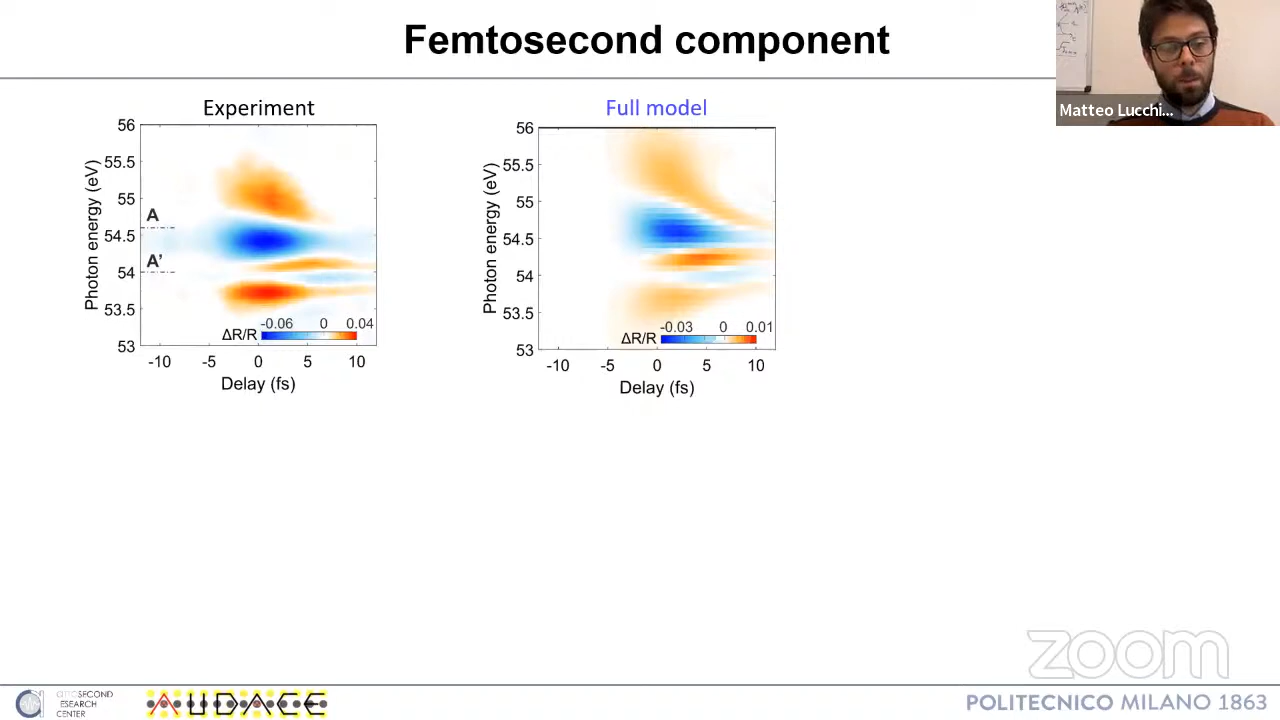 Femtosecond component
Matteo Lucchi...
Experiment
Full model
Photon energy (eV)
56
55.5
55
54.5
54
53.5
53
A
A'
ΔR/R
-0.06 0 0.04
-10 -5 0 5 10
Delay (fs)
Photon energy (eV)
56
55.5
55
54.5
54
53.5
53
ΔR/R
-0.03 0 0.01
-10 -5 0 5 10
Delay (fs)
zoom
ESEARCH
CENTER
AUDACE
POLITECNICO MILANO 1863